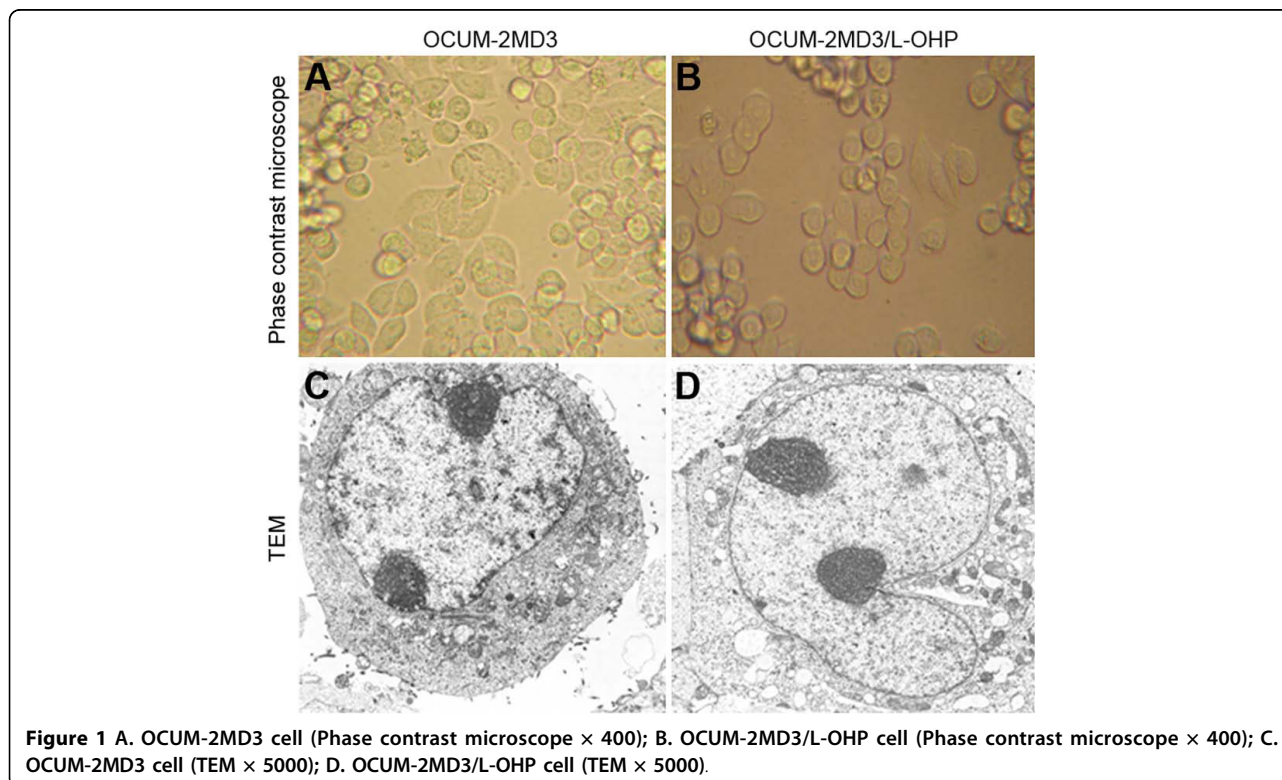 OCUM-2MD3 OCUM-2MD3/L-OHP
Phase contrast microscope
A B
TEM
C D
Figure 1 A. OCUM-2MD3 cell (Phase contrast microscope × 400); B. OCUM-2MD3/L-OHP cell (Phase contrast microscope × 400); C.
OCUM-2MD3 cell (TEM × 5000); D. OCUM-2MD3/L-OHP cell (TEM × 5000).